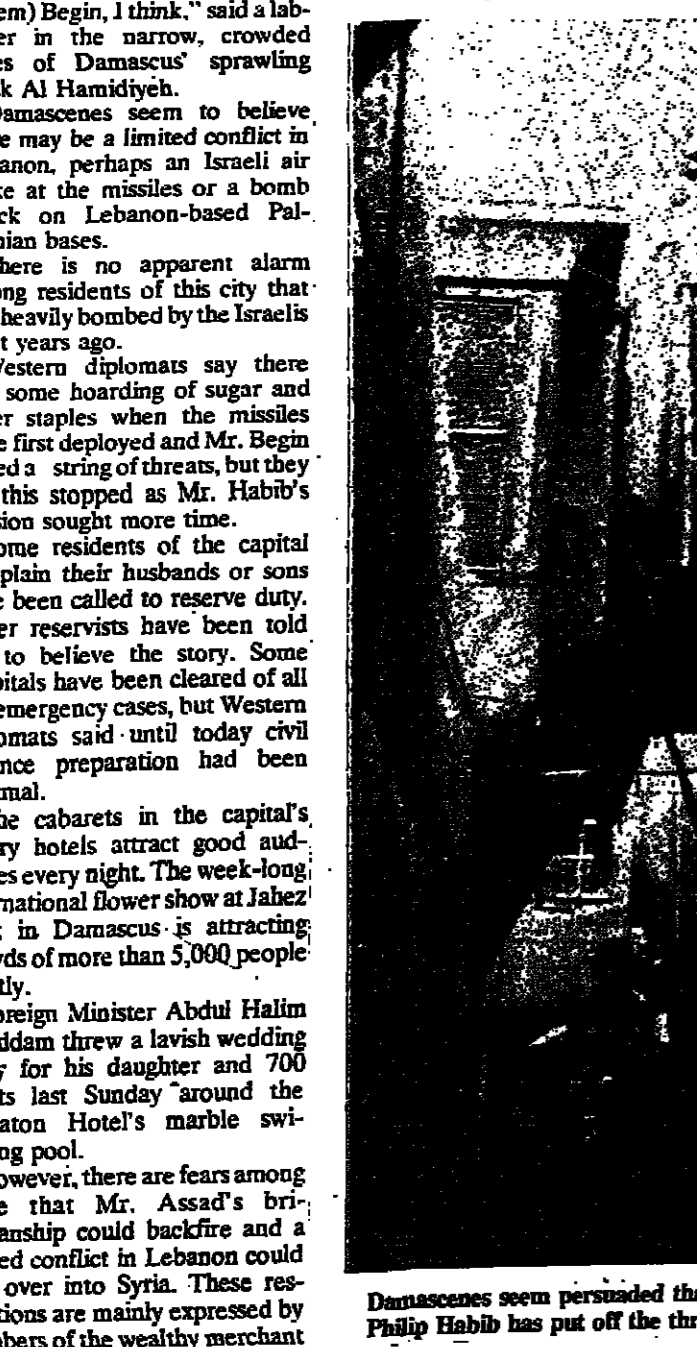 em) Begin, I think," said a lab-
er in the narrow, crowded
es of Damascus' sprawling
k Al Hamidiyeh.
Damascenes seem to believe
re may be a limited conflict in
anon, perhaps an Israeli air
ke at the missiles or a bomb
ck on Lebanon-based Pal-
nian bases.
here is no apparent alarm
ong residents of this city that
heavily bombed by the Israelis
t years ago.
Western diplomats say there
some hoarding of sugar and
er staples when the missiles
e first deployed and Mr. Begin
ed a string of threats, but they
this stopped as Mr. Habib's
sion sought more time.
ome residents of the capital
plain their husbands or sons
e been called to reserve duty.
er reservists have been told
to believe the story. Some
pitals have been cleared of all
emergency cases, but Western
omats said until today civil
nce preparation had been
mal.
he cabarets in the capital's
ry hotels attract good aud-
es every night. The week-long
rnational flower show at Jahez
in Damascus is attracting
wds of more than 5,000 people
tly.
oreign Minister Abdul Halim
ddam threw a lavish wedding
y for his daughter and 700
ts last Sunday around the
aton Hotel's marble swi-
ng pool.
owever, there are fears among
e that Mr. Assad's bri-
anship could backfire and a
ed conflict in Lebanon could
over into Syria. These res-
tions are mainly expressed by
bers of the wealthy merchant
Damascenes seem persuaded tha
Philip Habib has put off the thr